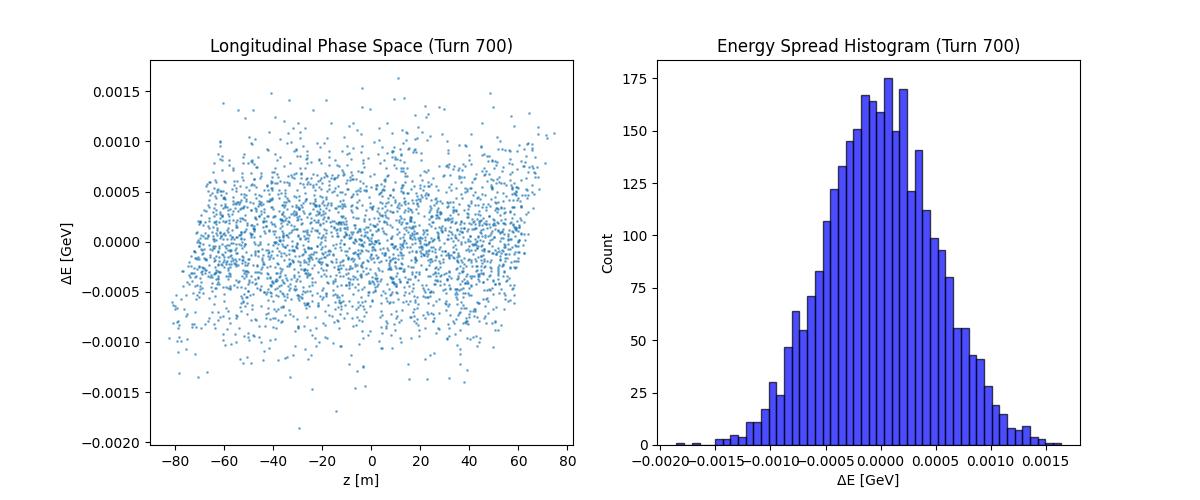 Longitudinal Phase Space (Turn 700)
0.0015
0.0010
0.0005
0.0000
−0.0005
−0.0010
−0.0015
−0.0020
ΔE [GeV]
−80 −60 −40 −20 0 20 40 60 80
z [m]
Energy Spread Histogram (Turn 700)
175
150
125
100
75
50
25
0
Count
−0.0020 −0.0015 −0.0010 −0.0005 0.0000 0.0005 0.0010 0.0015
ΔE [GeV]